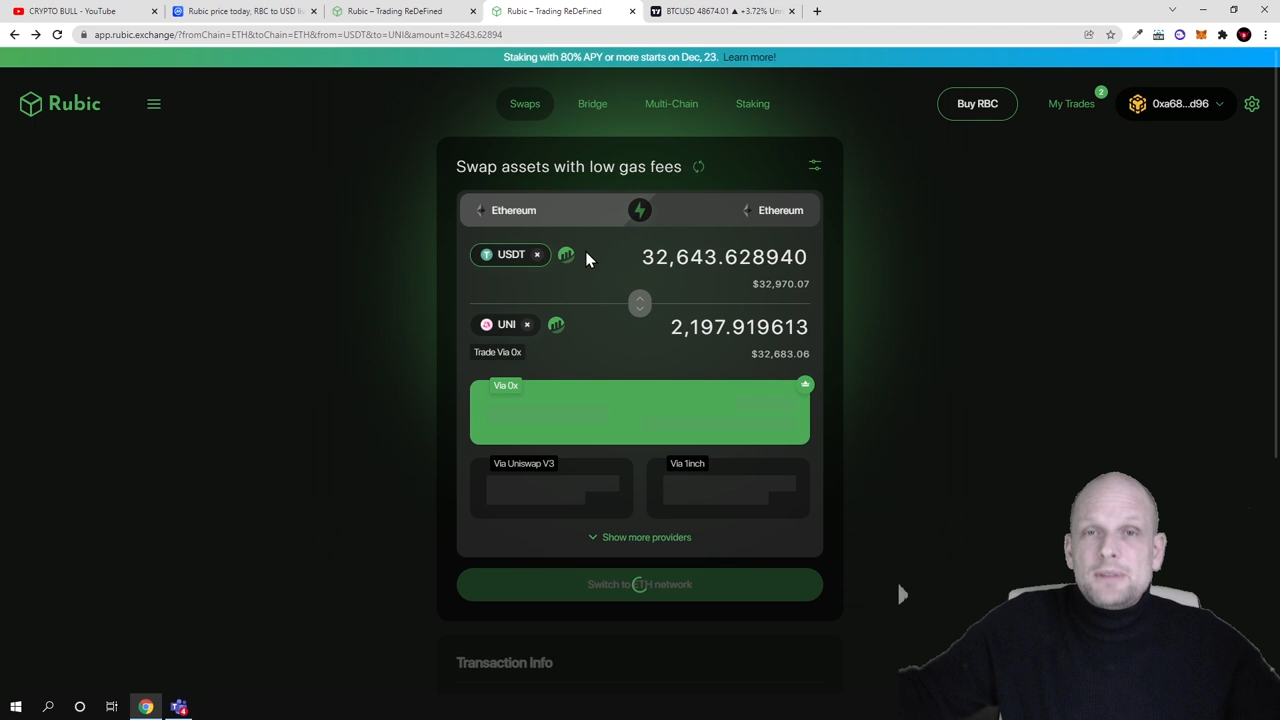 CRYPTO BULL - YouTube
Rubic price today, RBC to USD liv
Rubic – Trading ReDeFined
Rubic – Trading ReDeFined
BTCUSD 48674.01 ▲ +3.72% Unn
app.rubic.exchange/?fromChain=ETH&toChain=ETH&from=USDT&to=UNI&amount=32643.62894
Staking with 80% APY or more starts on Dec, 23. Learn more!
Rubic
Swaps
Bridge
Multi-Chain
Staking
Buy RBC
My Trades
2
0xa68...d96
Swap assets with low gas fees
Ethereum
Ethereum
USDT
32,643.628940
$32,970.07
UNI
2,197.919613
Trade Via 0x
$32,683.06
Via 0x
Via Uniswap V3
Via 1inch
Show more providers
Switch to ETH network
Transaction Info